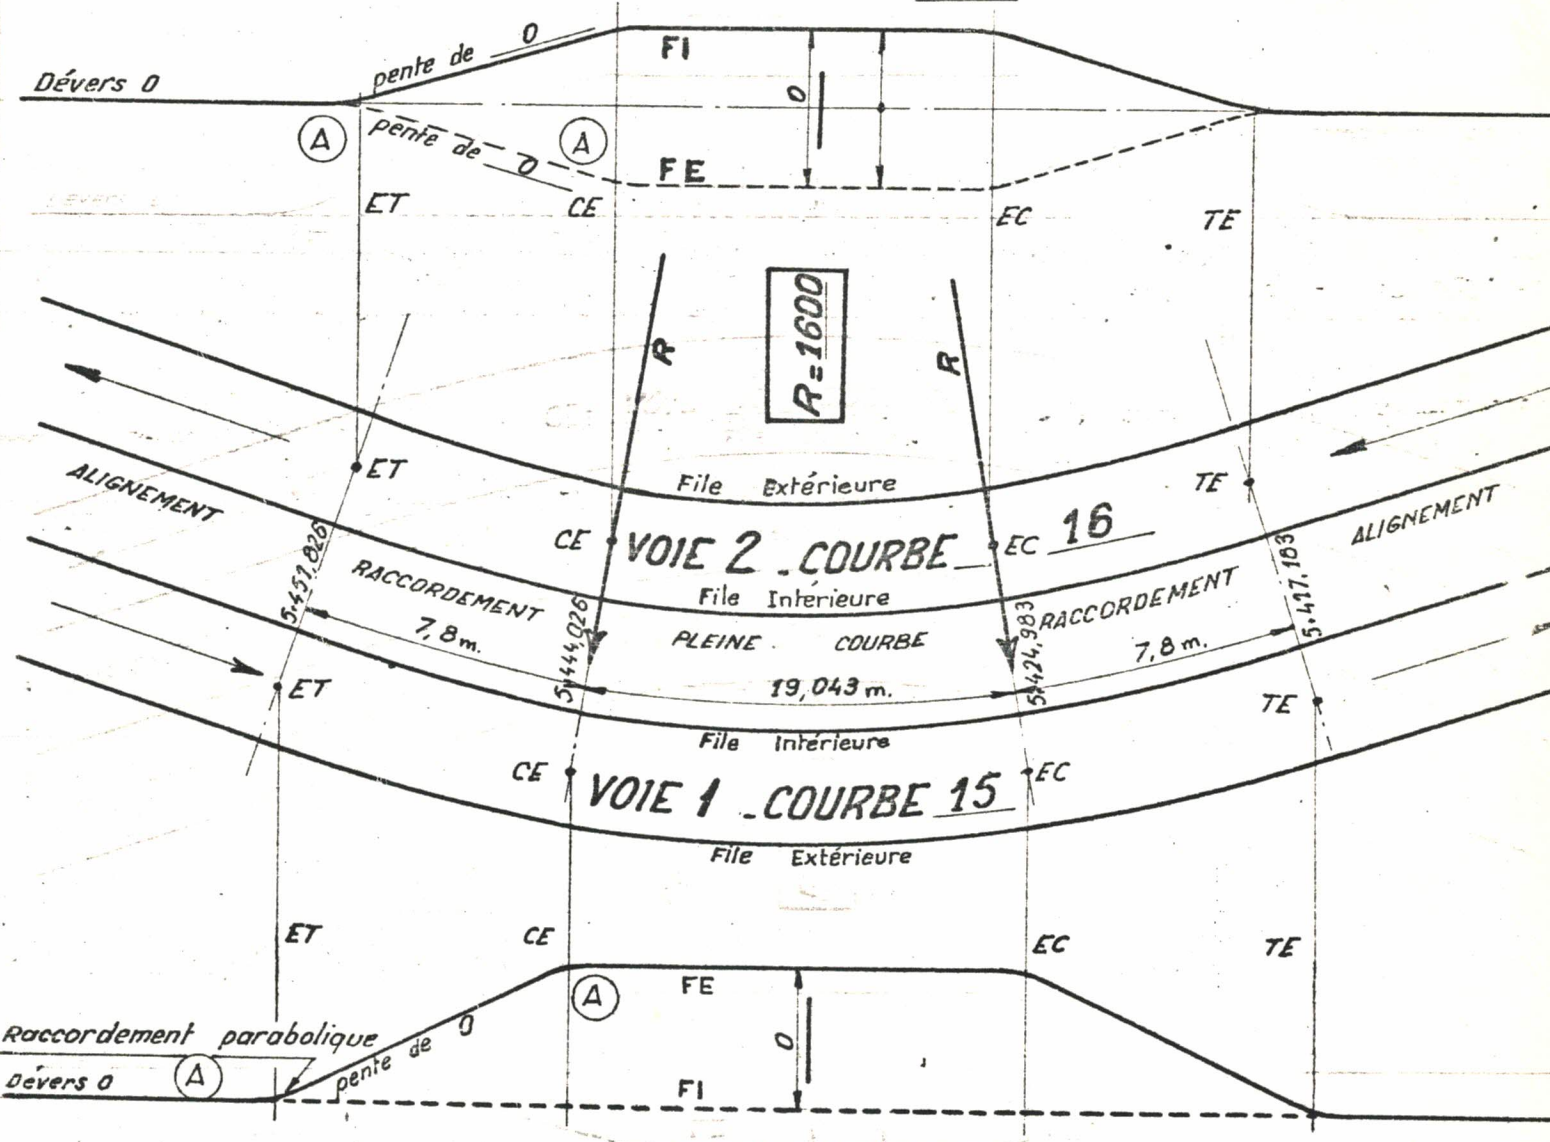 pente de 0
FI
Dévers 0
0
A
pente de 0
A
FE
ET
CE
EC
TE
R
R=1600
R
ET
File Extérieure
TE
ALIGNEMENT
CE
VOIE 2 - COURBE 16
EC
ALIGNEMENT
5.451,826
RACCORDEMENT
File Intérieure
RACCORDEMENT
5.417,183
7,8 m.
5.444,026
PLEINE COURBE
5.424,983
7,8 m.
ET
19,043 m.
TE
File Intérieure
CE
VOIE 1 - COURBE 15
EC
File Extérieure
ET
CE
EC
TE
FE
A
Raccordement parabolique
0
pente de 0
Dévers 0
A
FI